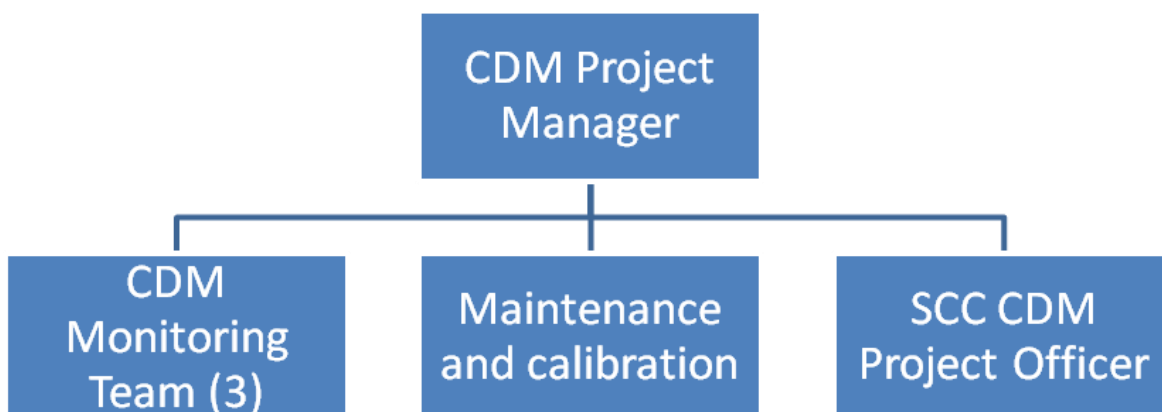 CDM Project
Manager
CDM
Monitoring
Team (3)
Maintenance
and calibration
SCC CDM
Project Officer